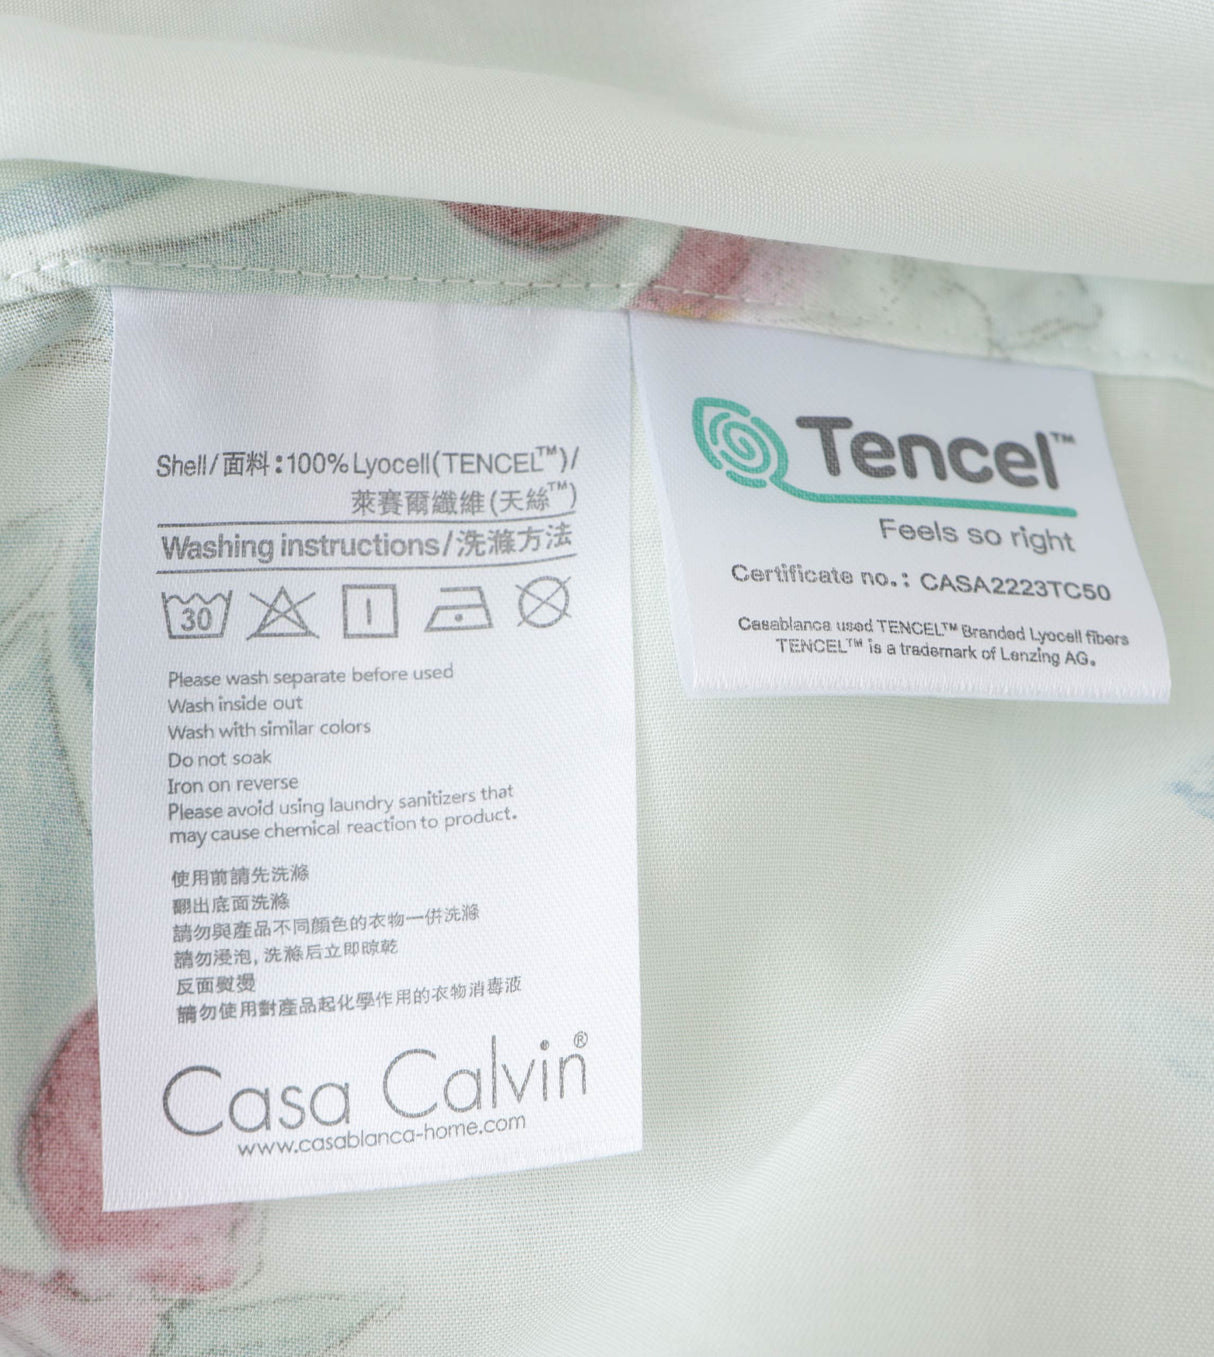 Shell/面料:100% Lyocell(TENCEL™)/
萊賽爾纖維(天絲™)
Washing instructions/洗滌方法
30
Please wash separate before used
Wash inside out
Wash with similar colors
Do not soak
Iron on reverse
Please avoid using laundry sanitizers that
may cause chemical reaction to product.
使用前請先洗滌
翻出底面洗滌
請勿與產品不同顏色的衣物一併洗滌
請勿浸泡, 洗滌后立即晾乾
反面熨燙
請勿使用對產品起化學作用的衣物消毒液
Casa Calvin®
www.casablanca-home.com
Tencel™
Feels so right
Certificate no.: CASA2223TC50
Casablanca used TENCEL™ Branded Lyocell fibers
TENCEL™ is a trademark of Lenzing AG.